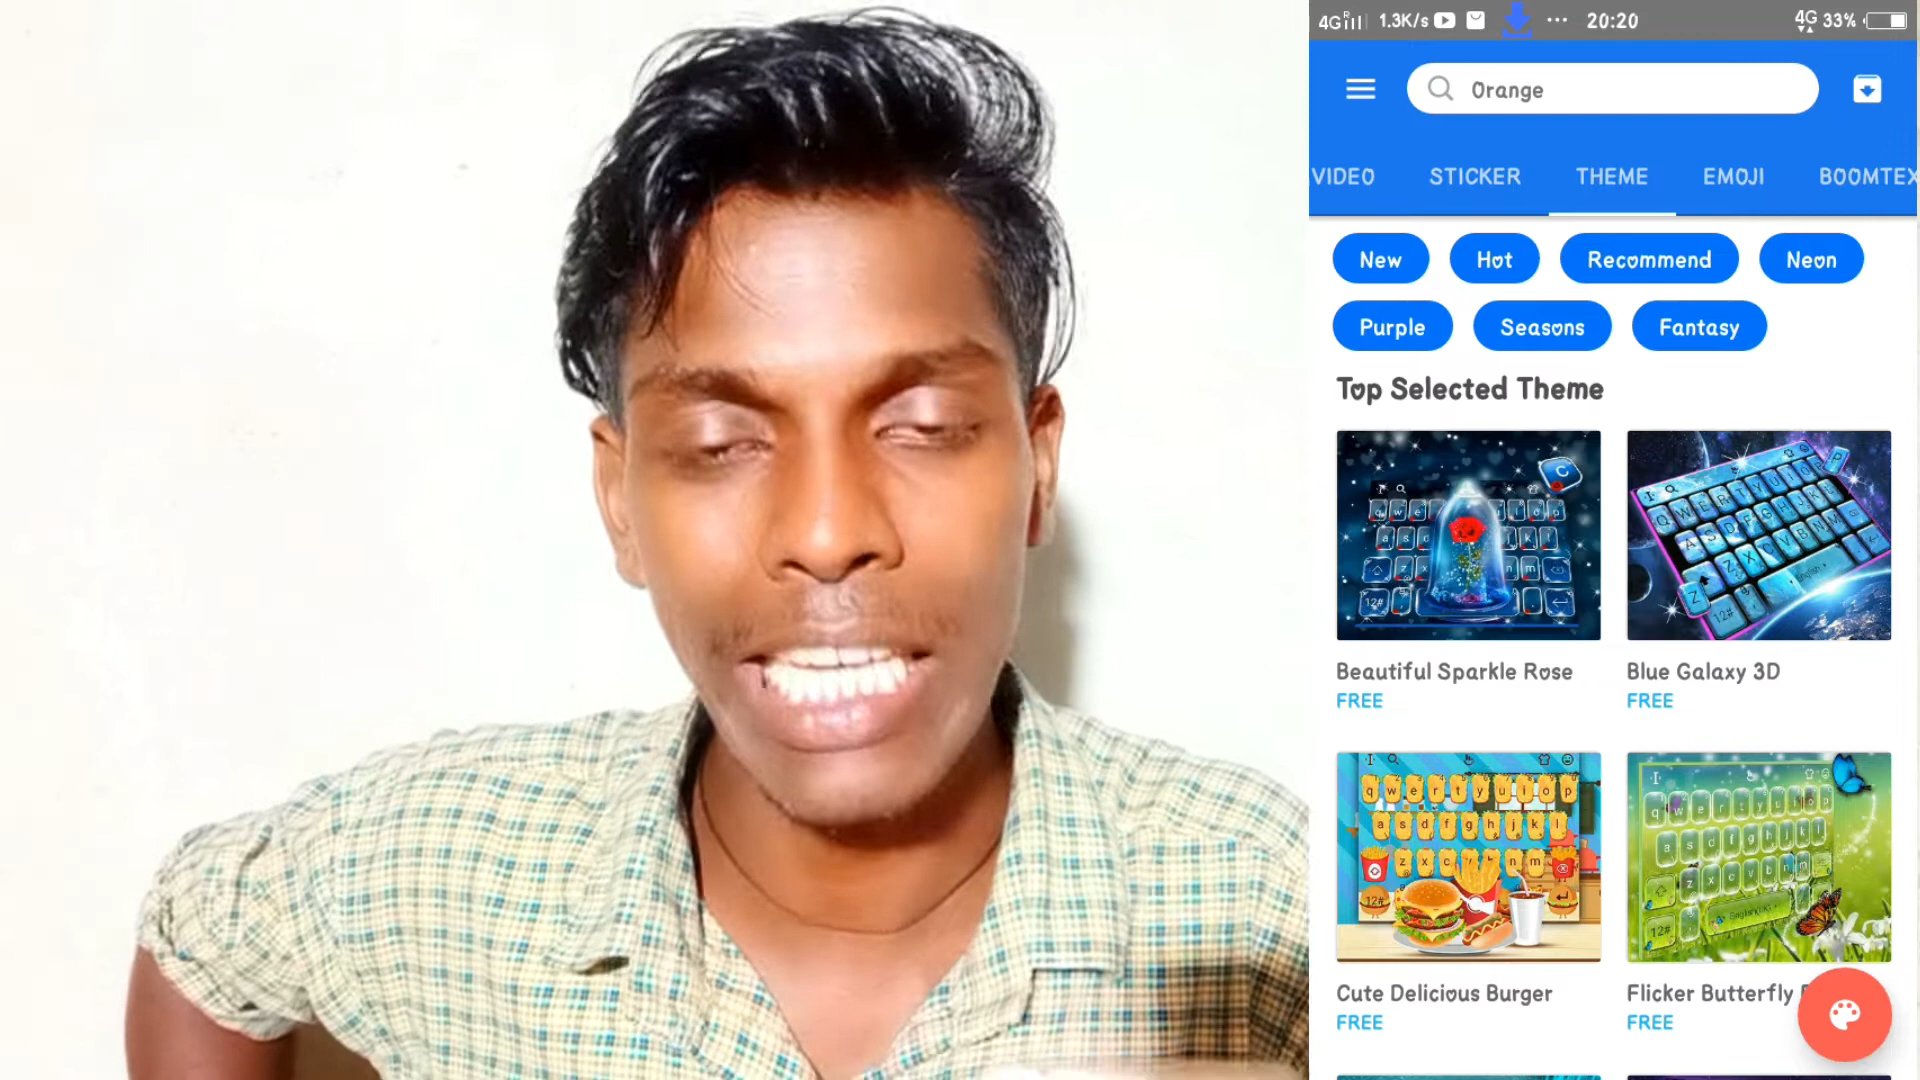 4G 1.3K/s ... 20:20 4G 33%
Orange
VIDEO STICKER THEME EMOJI BOOMTEX
New Hot Recommend Neon
Purple Seasons Fantasy
Top Selected Theme
Beautiful Sparkle Rose
FREE
Blue Galaxy 3D
FREE
Cute Delicious Burger
FREE
Flicker Butterfly
FREE